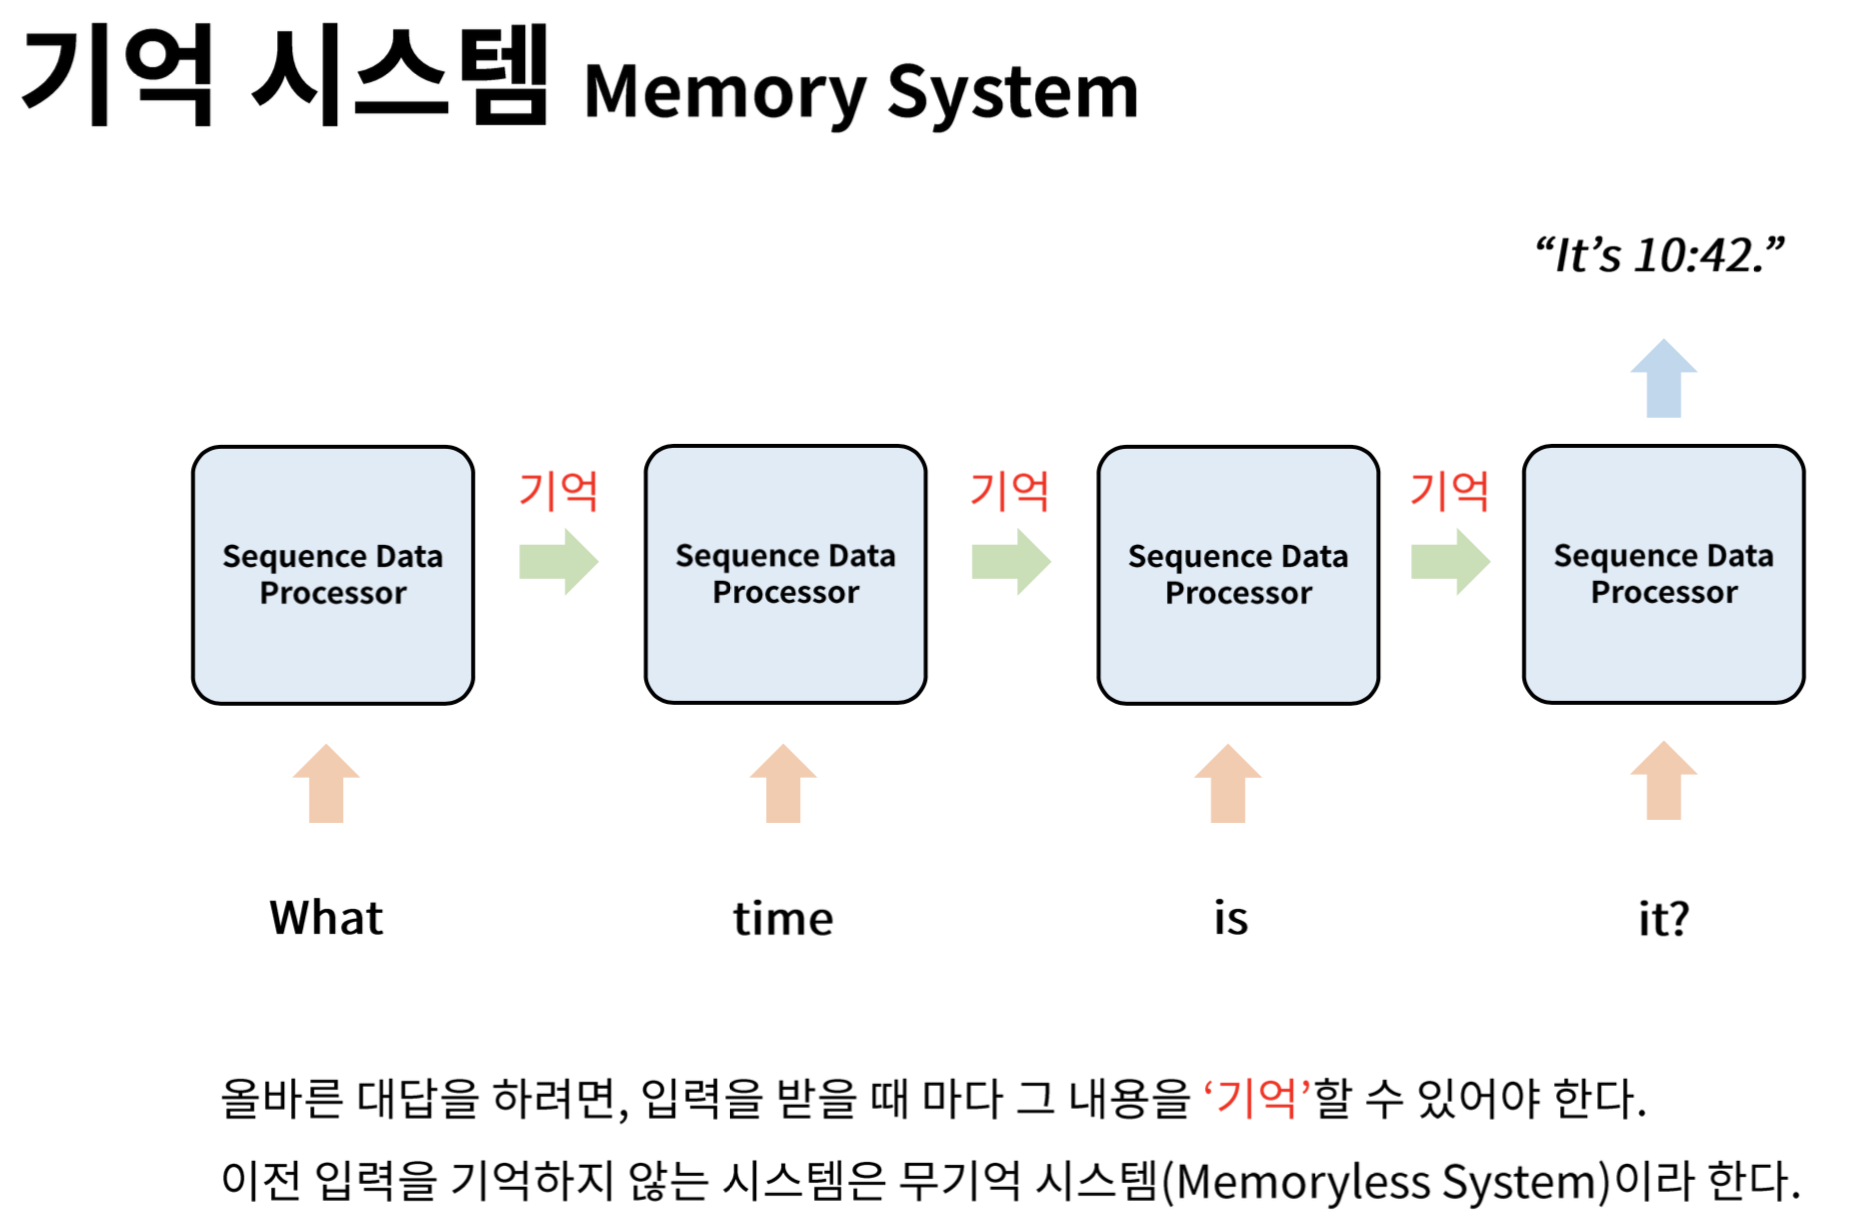 기억 시스템 Memory System
“It’s 10:42.”
기억
기억
기억
Sequence Data
Processor
Sequence Data
Processor
Sequence Data
Processor
Sequence Data
Processor
What
time
is
it?
올바른 대답을 하려면, 입력을 받을 때 마다 그 내용을 ‘기억’할 수 있어야 한다.
이전 입력을 기억하지 않는 시스템은 무기억 시스템(Memoryless System)이라 한다.